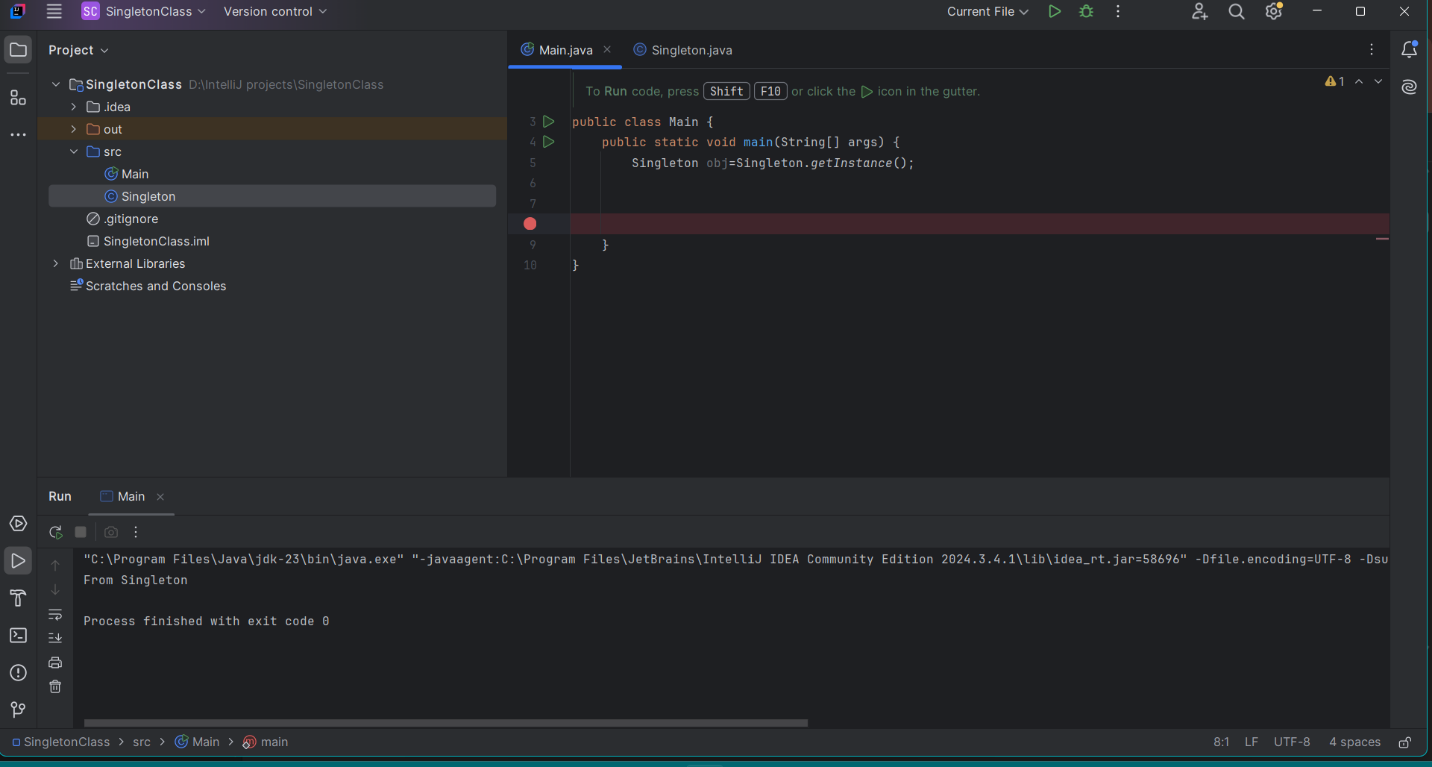 SC SingletonClass Version control Current File
Project
Main.java Singleton.java
SingletonClass D:\IntelliJ projects\SingletonClass
.idea
out
src
Main
Singleton
.gitignore
SingletonClass.iml
External Libraries
Scratches and Consoles
To Run code, press Shift F10 or click the icon in the gutter.
1
3 public class Main {
4 public static void main(String[] args) {
5 Singleton obj=Singleton.getInstance();
6
7
9 }
10 }
Run Main
"C:\Program Files\Java\jdk-23\bin\java.exe" "-javaagent:C:\Program Files\JetBrains\IntelliJ IDEA Community Edition 2024.3.4.1\lib\idea_rt.jar=58696" -Dfile.encoding=UTF-8 -Dsu
From Singleton
Process finished with exit code 0
SingletonClass src Main main 8:1 LF UTF-8 4 spaces